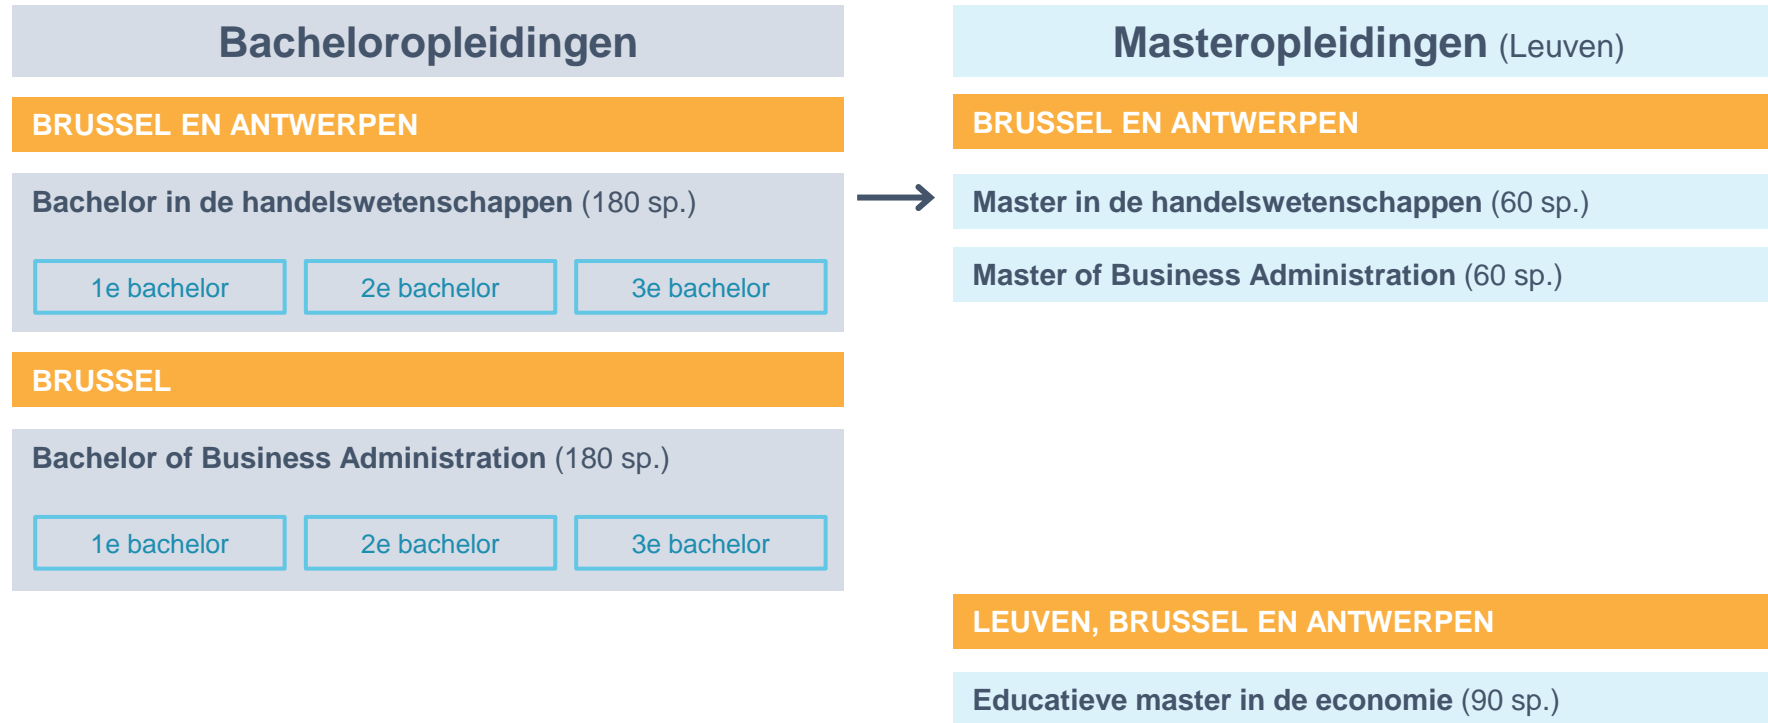 Bacheloropleidingen
BRUSSEL EN ANTWERPEN
Bachelor in de handelswetenschappen (180 sp.)
1e bachelor
2e bachelor
3e bachelor
BRUSSEL
Bachelor of Business Administration (180 sp.)
1e bachelor
2e bachelor
3e bachelor
Masteropleidingen (Leuven)
BRUSSEL EN ANTWERPEN
Master in de handelswetenschappen (60 sp.)
Master of Business Administration (60 sp.)
LEUVEN, BRUSSEL EN ANTWERPEN
Educatieve master in de economie (90 sp.)